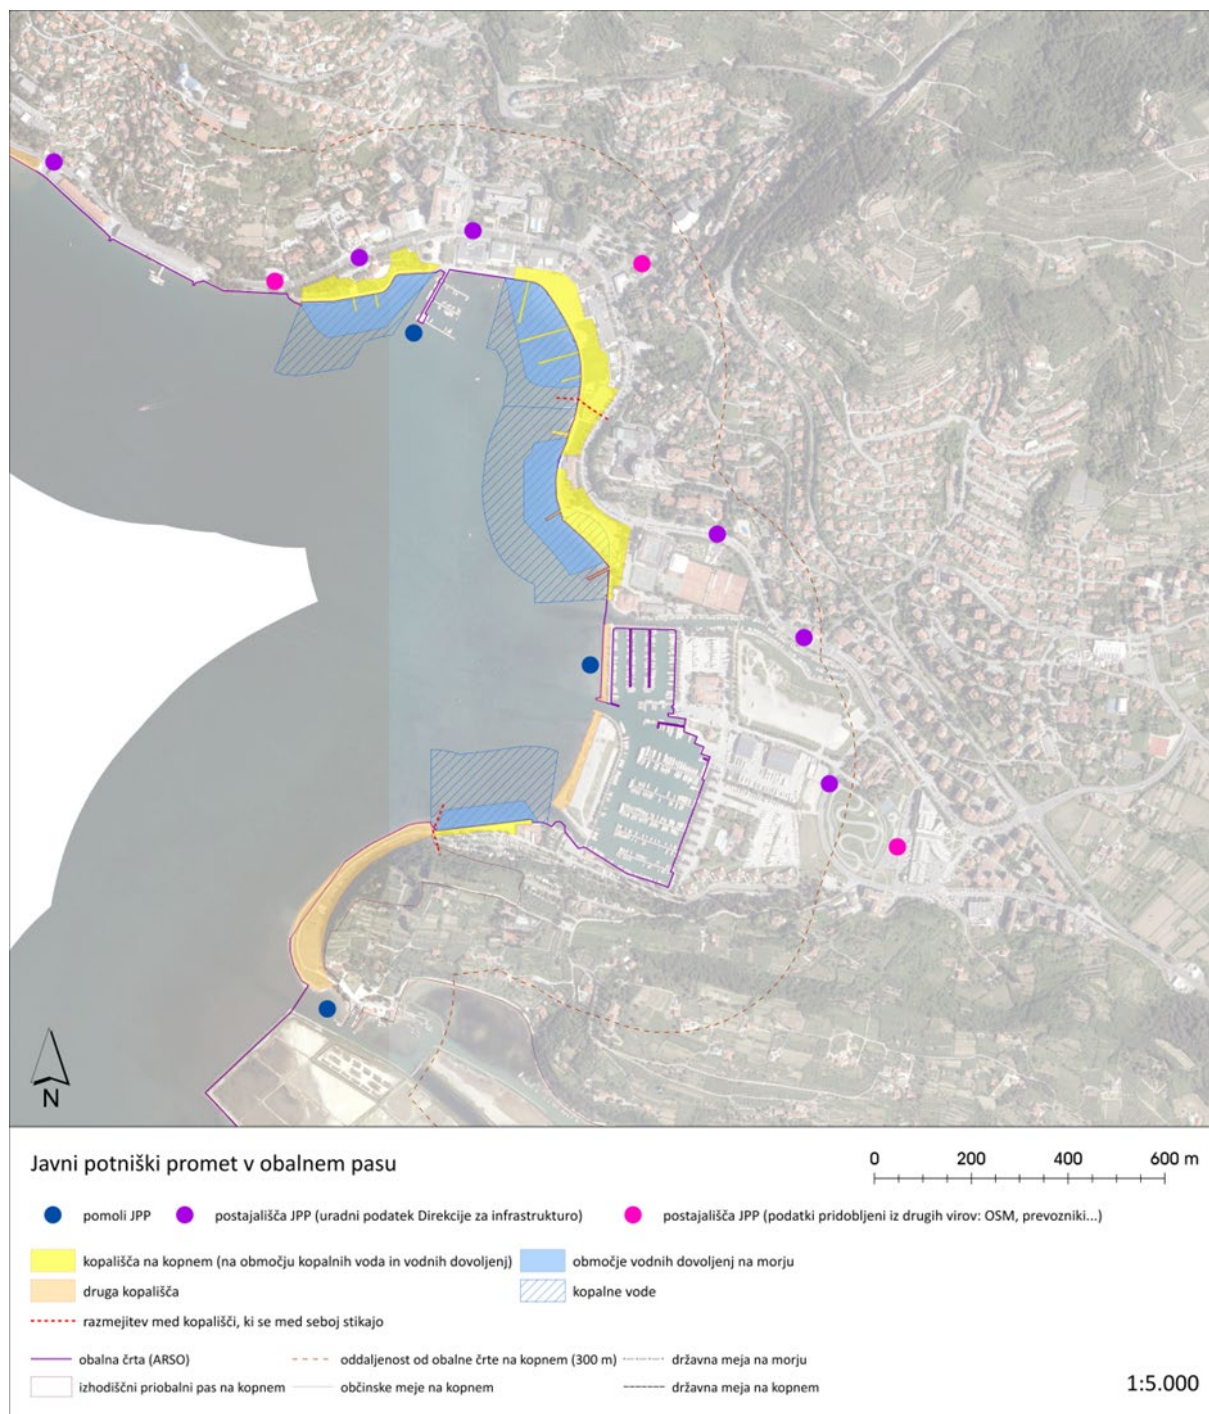 N
Javni potniški promet v obalnem pasu
0 200 400 600 m
pomoli JPP postajališča JPP (uradni podatek Direkcije za infrastrukturo) postajališča JPP (podatki pridobljeni iz drugih virov: OSM, prevozniki...)
kopališča na kopnem (na območju kopalnih voda in vodnih dovoljenj) območje vodnih dovoljenj na morju
druga kopališča kopalne vode
razmejitev med kopališči, ki se med seboj stikajo
obalna črta (ARSO) oddaljenost od obalne črte na kopnem (300 m) državna meja na morju
izhodiščni priobalni pas na kopnem občinske meje na kopnem državna meja na kopnem
1:5.000